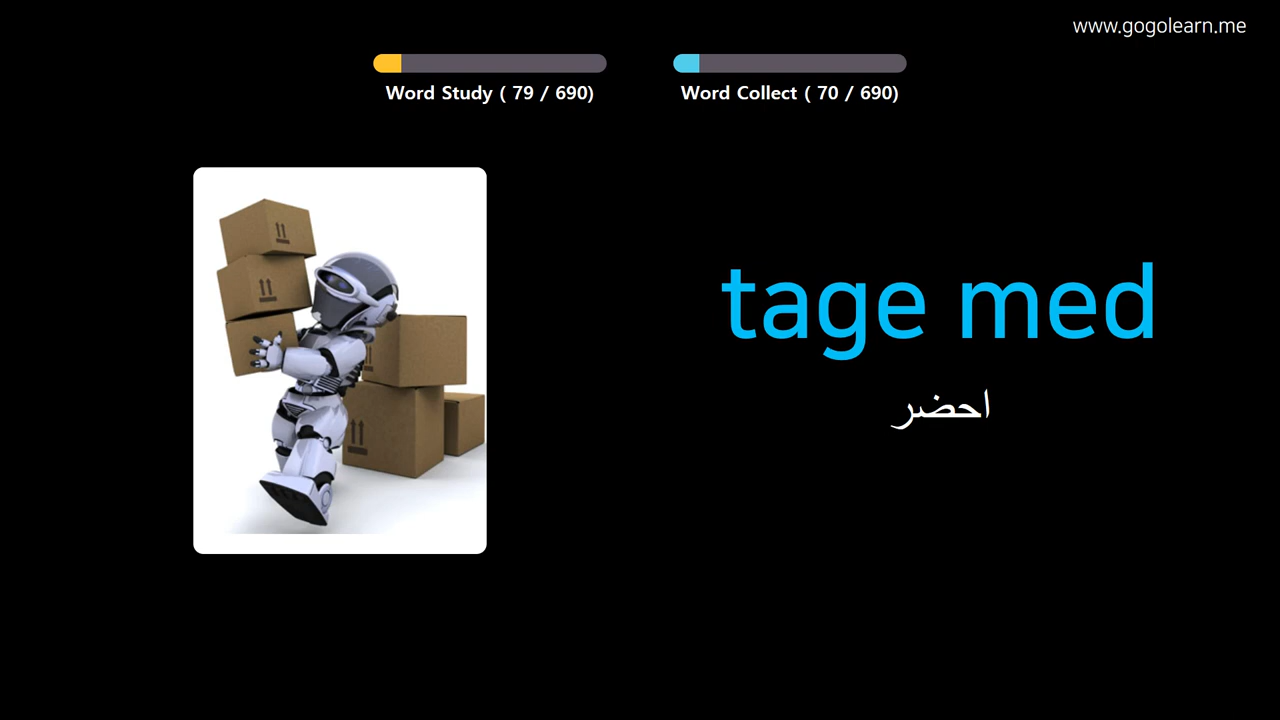 www.gogolearn.me
Word Study ( 79 / 690)
Word Collect ( 70 / 690)
tage med
احضر